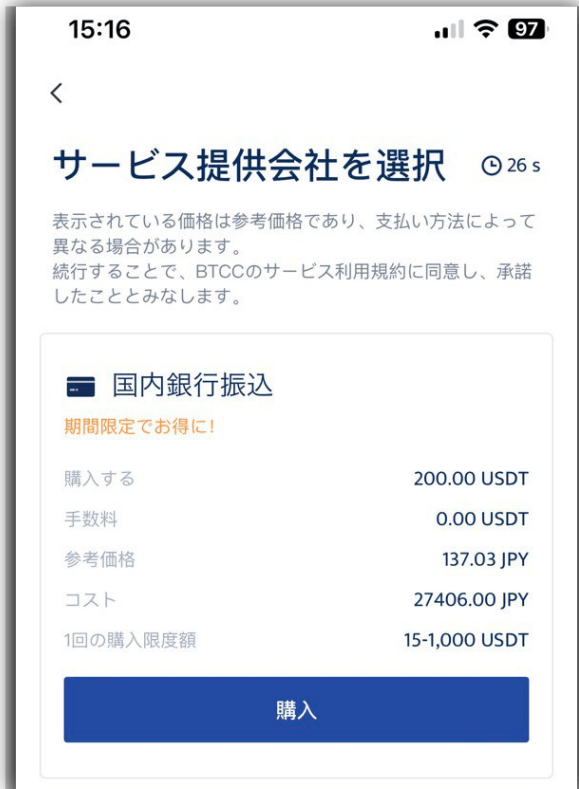 15:16
97
サービス提供会社を選択
26 s
表示されている価格は参考価格であり、支払い方法によって
異なる場合があります。
続行することで、BTCCのサービス利用規約に同意し、承諾
したこととみなします。
国内銀行振込
期間限定でお得に!
購入する 200.00 USDT
手数料 0.00 USDT
参考価格 137.03 JPY
コスト 27406.00 JPY
1回の購入限度額 15-1,000 USDT
購入